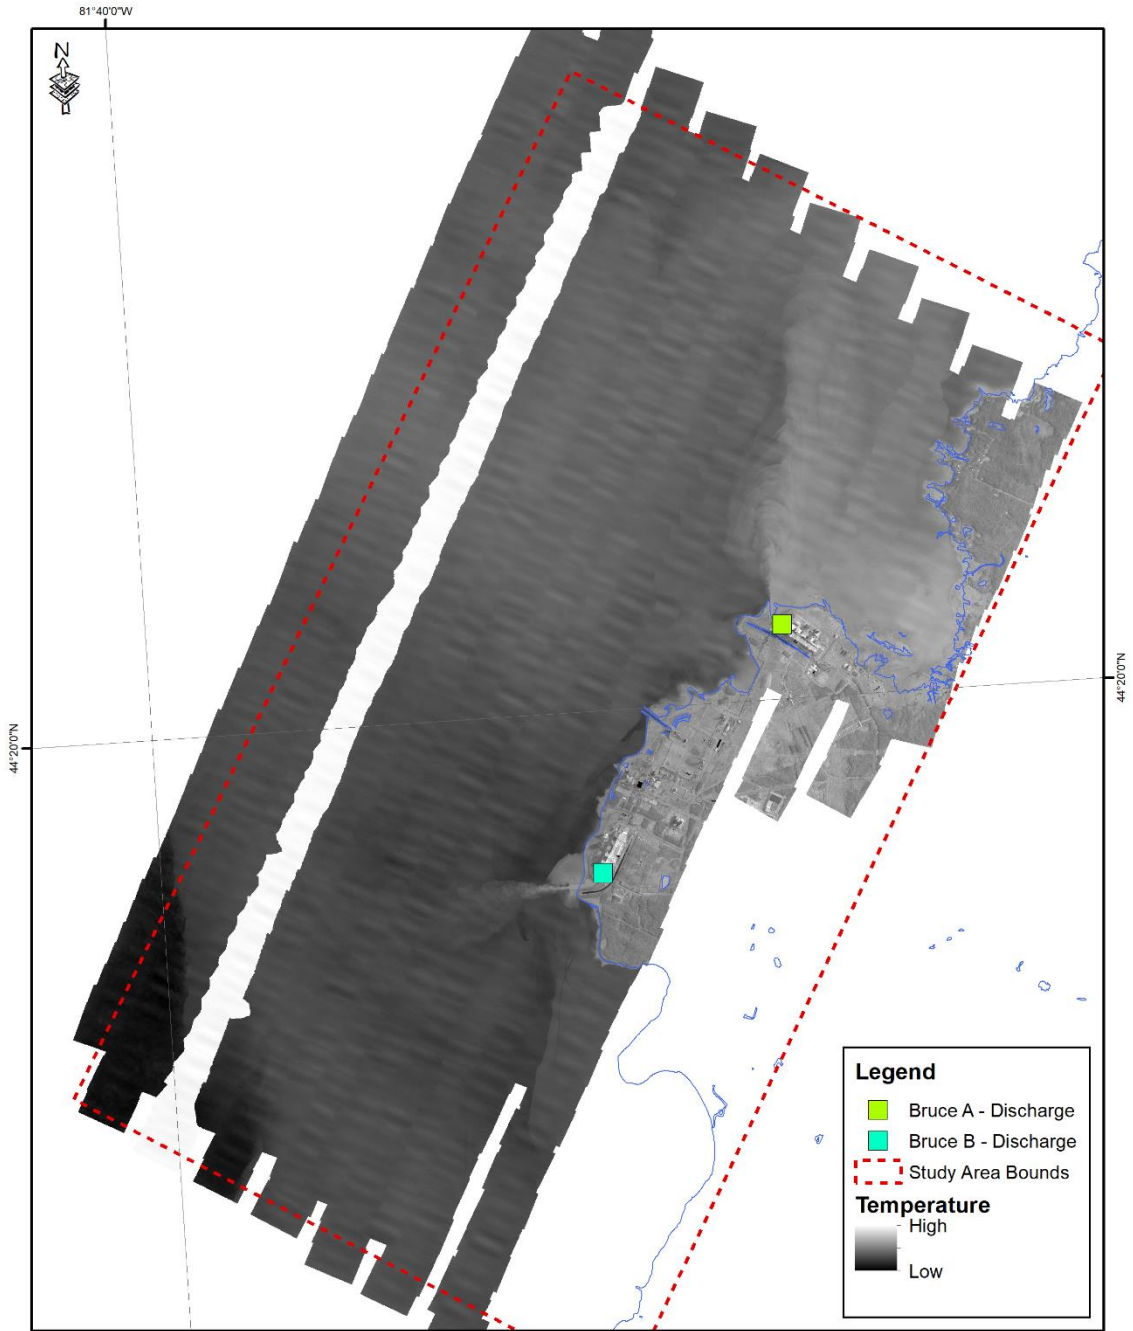 81°40'0"W
N
44°20'0"N
44°20'0"N
Legend
Bruce A - Discharge
Bruce B - Discharge
Study Area Bounds
Temperature
High
Low